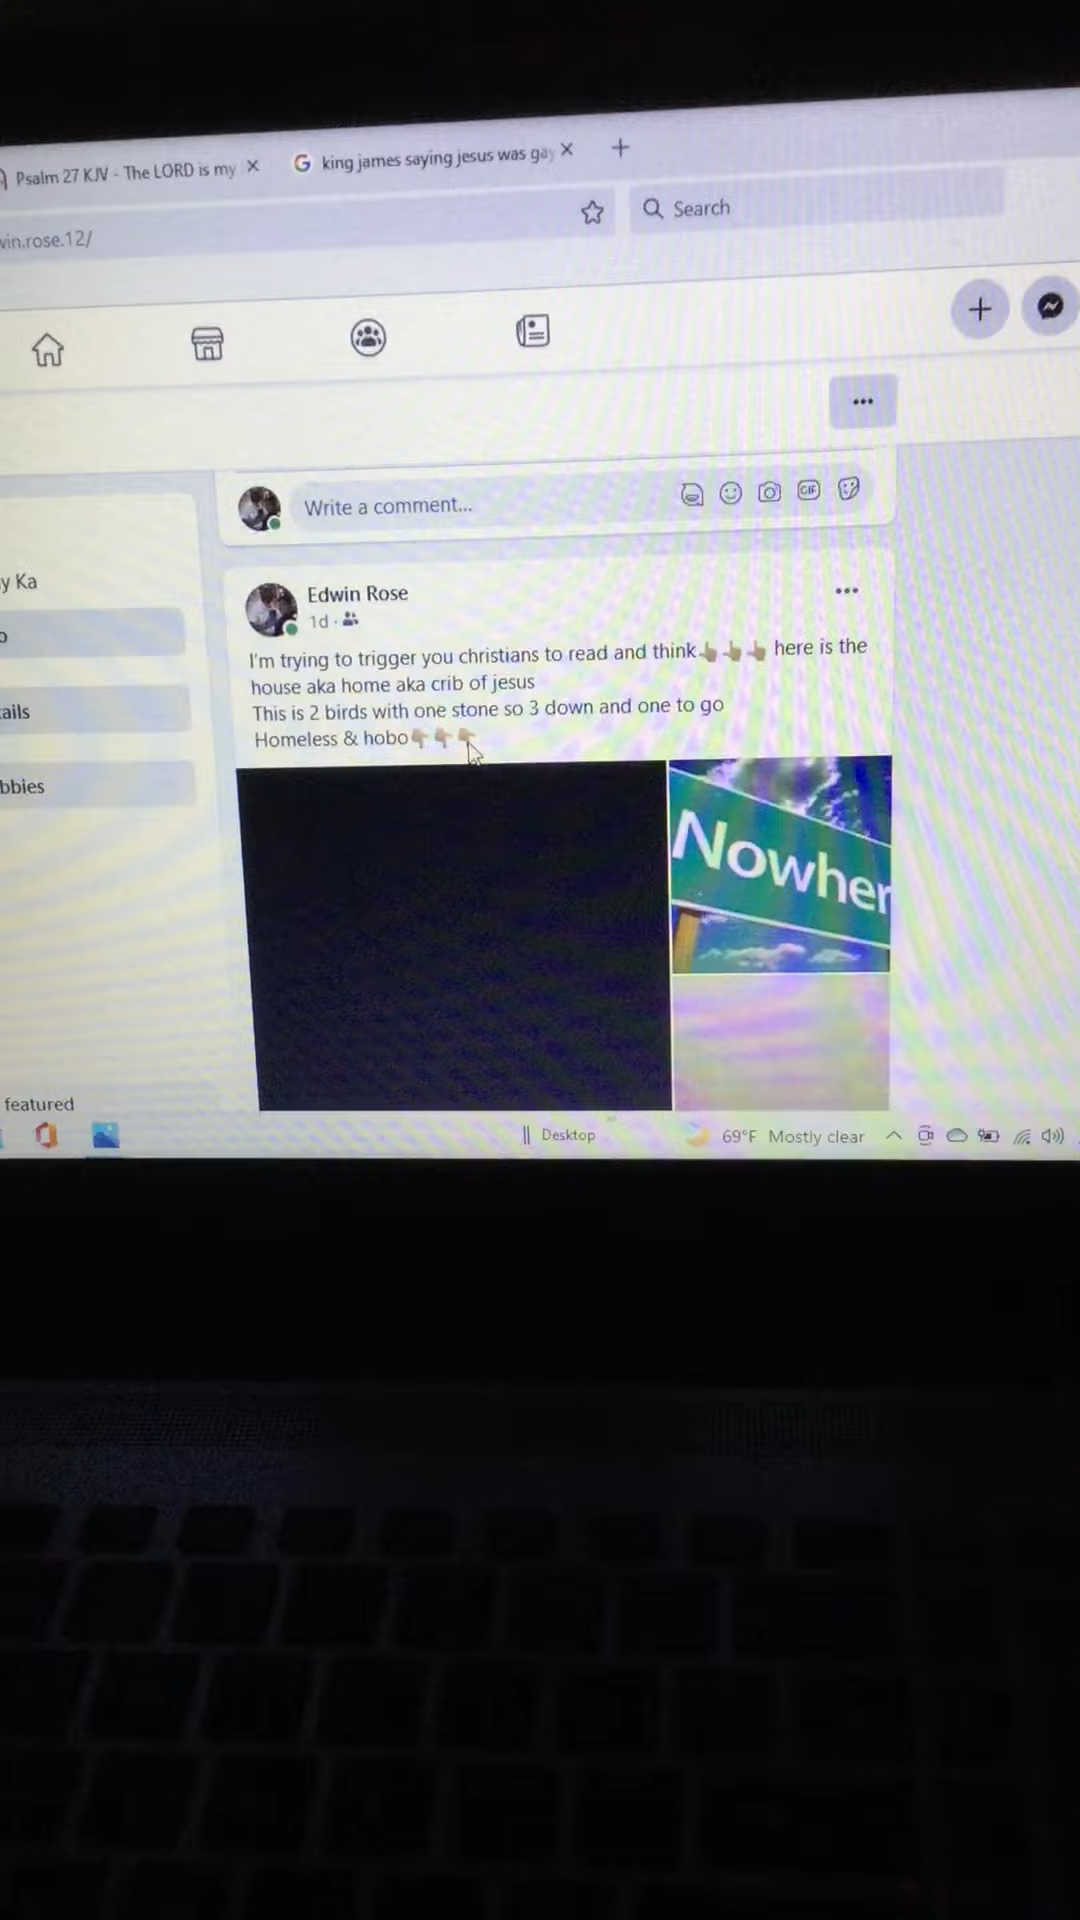 Psalm 27 KJV - The LORD is my
king james saying jesus was gay
win.rose.12/
Search
Write a comment...
GIF
y Ka
Edwin Rose
1d ·
I'm trying to trigger you christians to read and think👆🏽👆🏽👆🏽 here is the
house aka home aka crib of jesus
This is 2 birds with one stone so 3 down and one to go
Homeless & hobo👇🏽👇🏽👇🏽
o
ails
bbies
Nowher
featured
Desktop
69°F Mostly clear